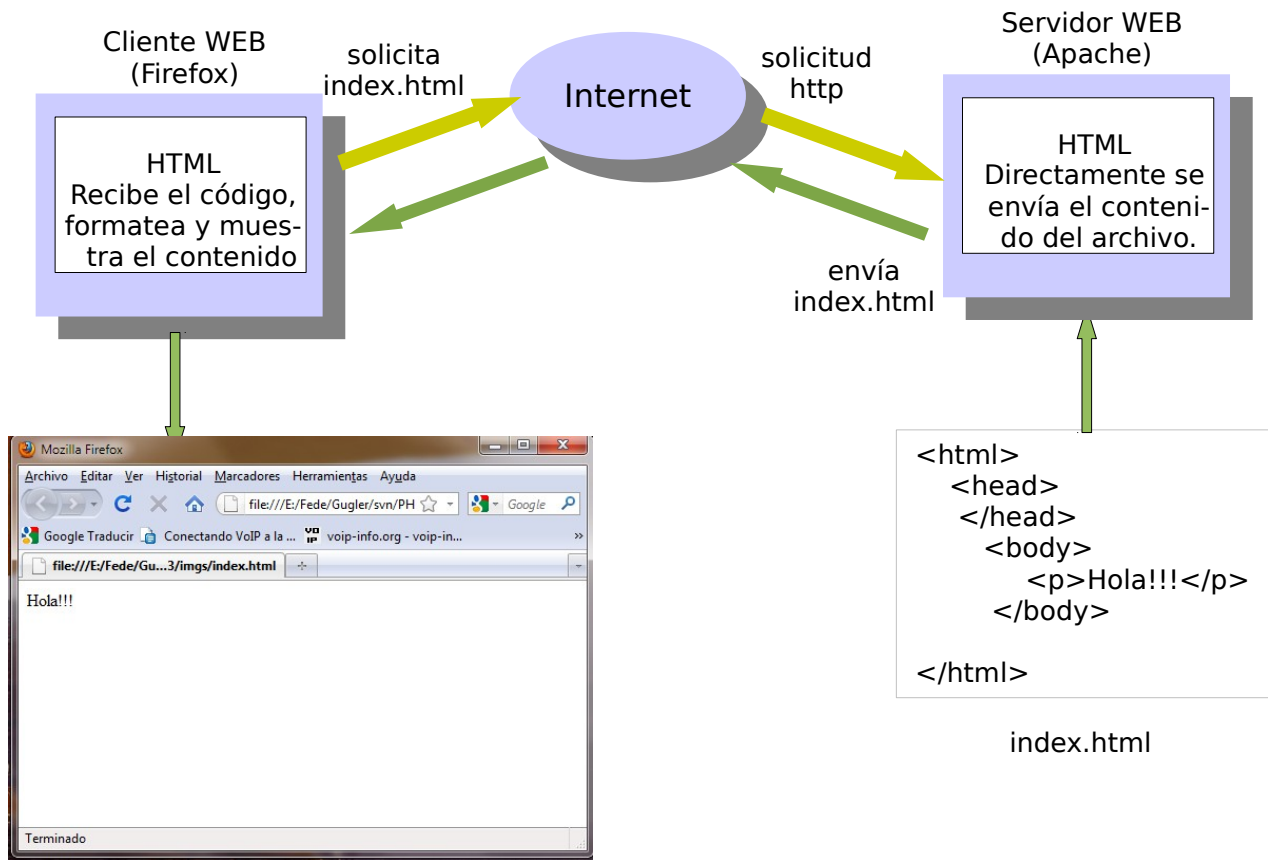 Cliente WEB
(Firefox)
solicita
index.html
Internet
solicitud
http
Servidor WEB
(Apache)
HTML
Recibe el código,
formatea y mues-
tra el contenido
HTML
Directamente se
envía el conteni-
do del archivo.
envía
index.html
Mozilla Firefox
Archivo Editar Ver Historial Marcadores Herramientas Ayuda
file:///E:/Fede/Gugler/svn/PH
Google
Google Traducir Conectando VoIP a la ... VO IP voip-info.org - voip-in... »
file:///E:/Fede/Gu...3/imgs/index.html
Hola!!!
Terminado
<html>
<head>
</head>
<body>
<p>Hola!!!</p>
</body>
</html>
index.html